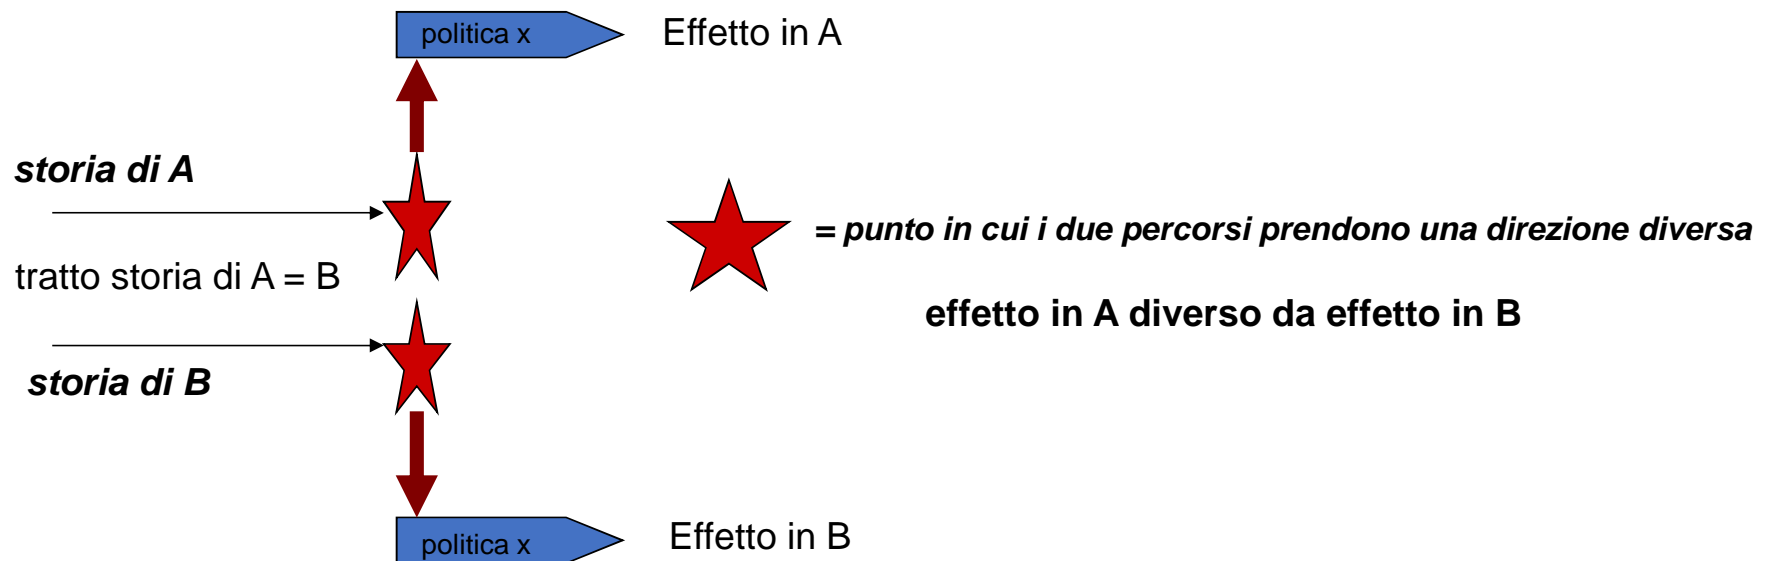 politica x
Effetto in A
storia di A
= punto in cui i due percorsi prendono una direzione diversa
tratto storia di A = B
effetto in A diverso da effetto in B
storia di B
politica x
Effetto in B